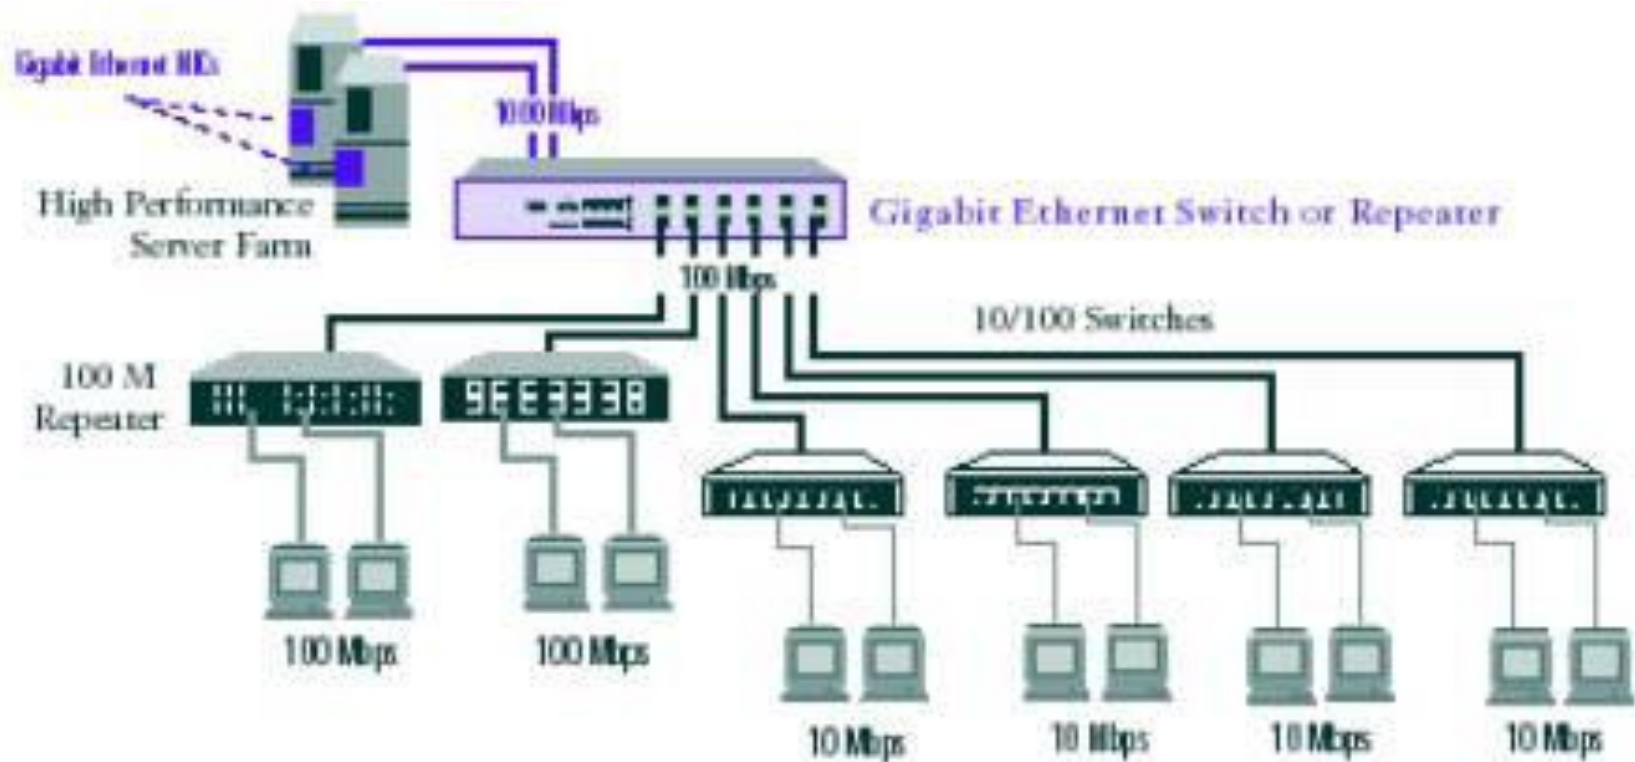 Gigabit Ethernet NICs
1000 Mbps
High Performance
Server Farm
Gigabit Ethernet Switch or Repeater
100 Mbps
10/100 Switches
100 M
Repeater
100 Mbps
100 Mbps
10 Mbps
10 Mbps
10 Mbps
10 Mbps